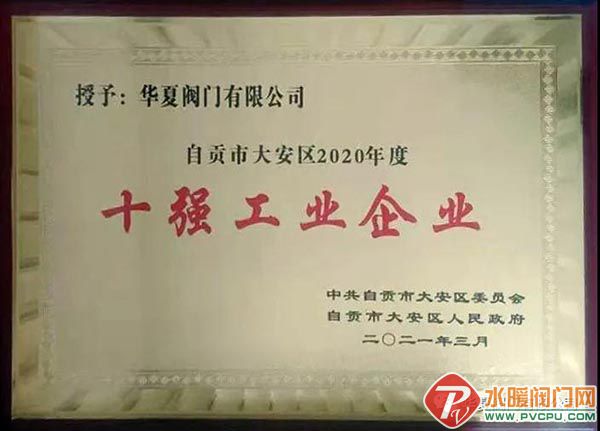 授予：华夏阀门有限公司
自贡市大安区2020年度
十强工业企业
中共自贡市大安区委员会
自贡市大安区人民政府
二〇二一年三月
PV 水暖阀门网
www.PVCPU.com